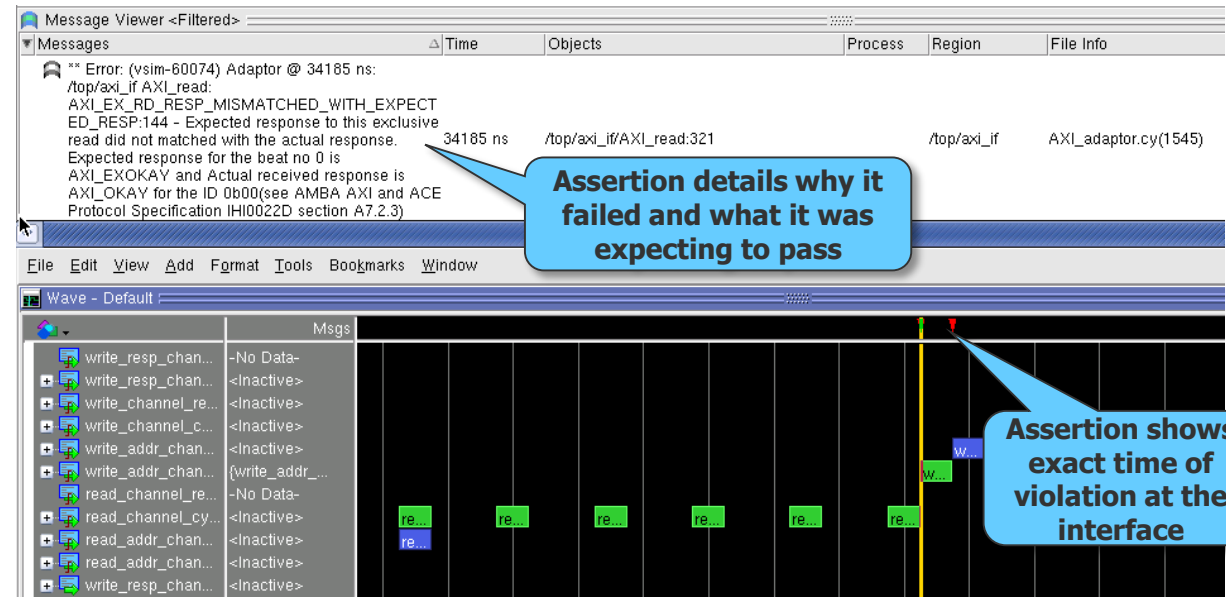 Message Viewer <Filtered>
Messages Time Objects Process Region File Info
** Error: (vsim-60074) Adaptor @ 34185 ns:
/top/axi_if AXI_read:
AXI_EX_RD_RESP_MISMATCHED_WITH_EXPECT
ED_RESP:144 - Expected response to this exclusive
read did not matched with the actual response.
Expected response for the beat no 0 is
AXI_EXOKAY and Actual received response is
AXI_OKAY for the ID 0b00(see AMBA AXI and ACE
Protocol Specification IHI0022D section A7.2.3)
34185 ns /top/axi_if/AXI_read:321 /top/axi_if AXI_adaptor.cy(1545)
Assertion details why it
failed and what it was
expecting to pass
File Edit View Add Format Tools Bookmarks Window
Wave - Default
Msgs
write_resp_chan... -No Data-
write_resp_chan... <Inactive>
write_channel_re... <Inactive>
write_channel_c... <Inactive>
write_addr_chan... <Inactive>
write_addr_chan... {write_addr_...
read_channel_re... -No Data-
read_channel_cy... <Inactive>
read_addr_chan... <Inactive>
read_addr_chan... <Inactive>
write_resp_chan... <Inactive>
w...
w...
re... re... re... re... re... re...
re...
Assertion shows
exact time of
violation at the
interface